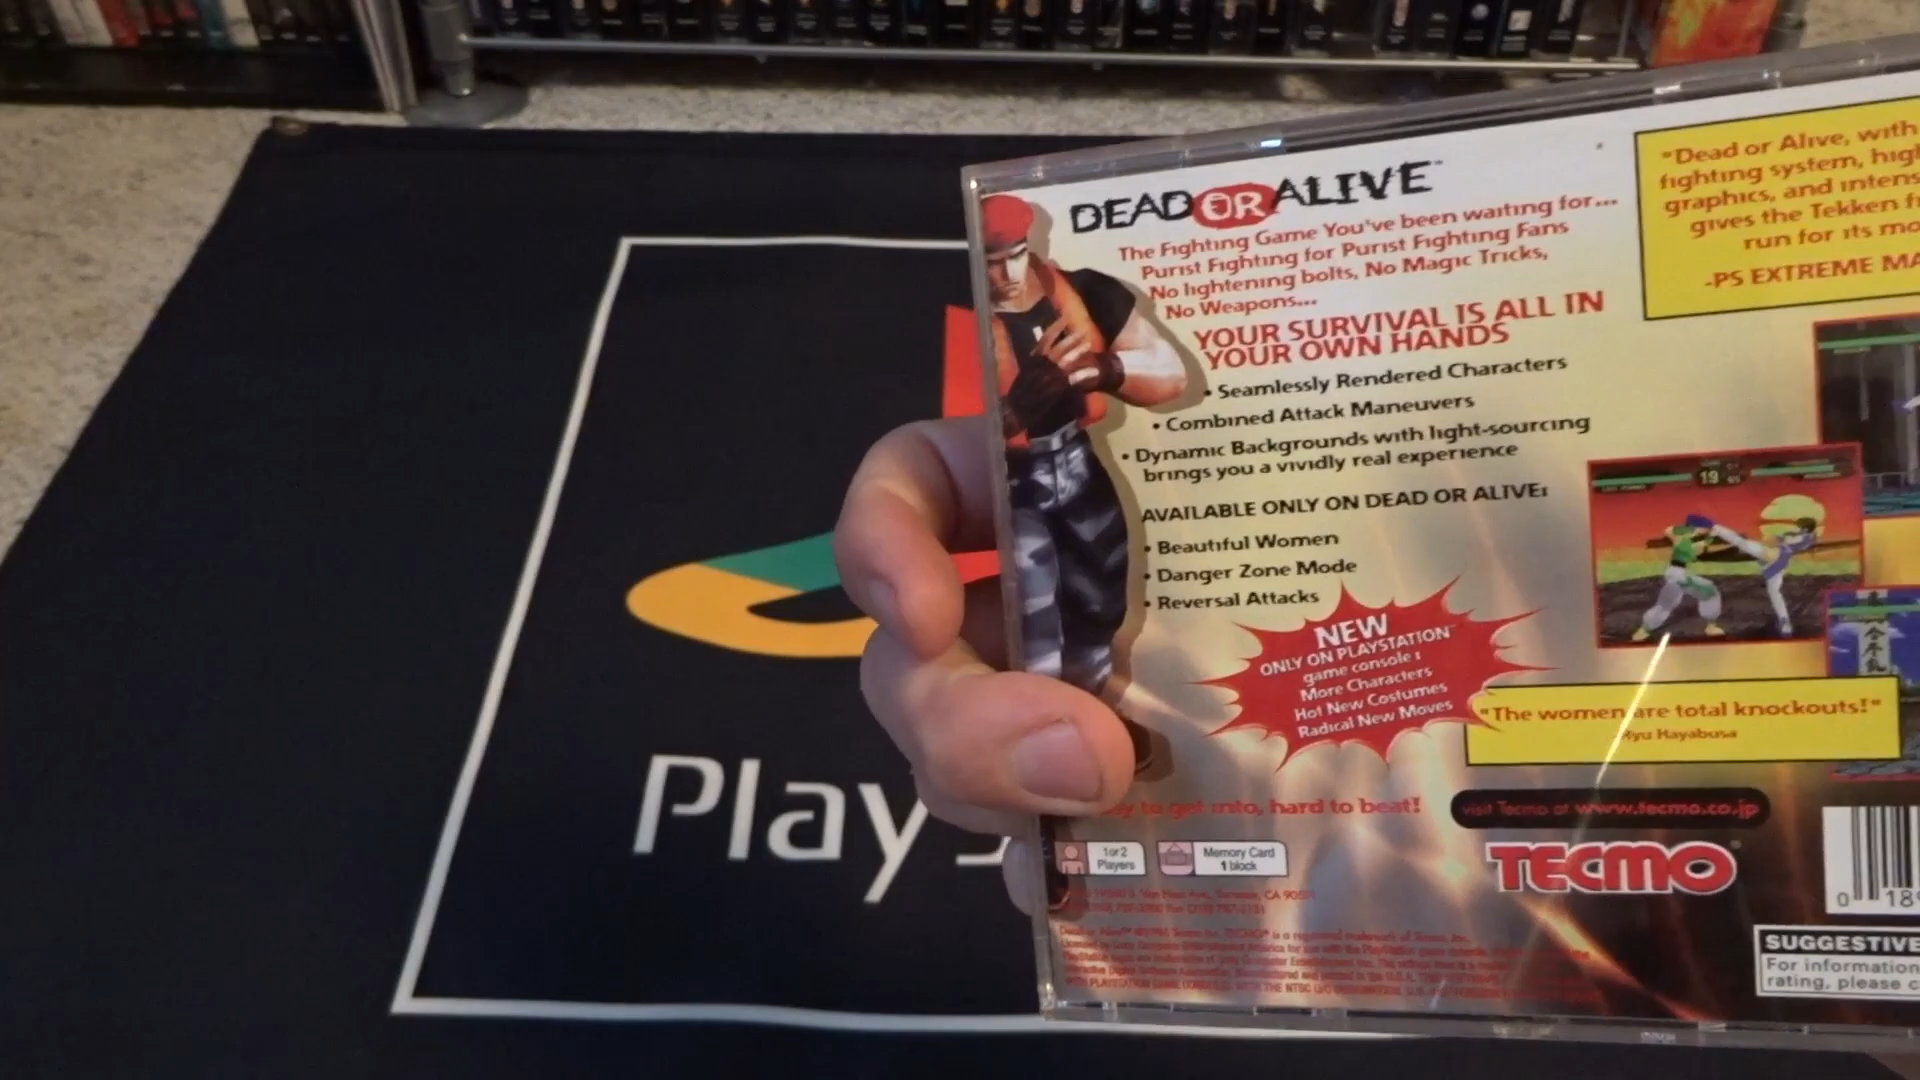 DEAD OR ALIVE™
The Fighting Game You've been waiting for...
Purist Fighting for Purist Fighting Fans
No lightening bolts, No Magic Tricks,
No Weapons...
YOUR SURVIVAL IS ALL IN
YOUR OWN HANDS
• Seamlessly Rendered Characters
• Combined Attack Maneuvers
• Dynamic Backgrounds with light-sourcing
brings you a vividly real experience
AVAILABLE ONLY ON DEAD OR ALIVE:
• Beautiful Women
• Danger Zone Mode
• Reversal Attacks
NEW
ONLY ON PLAYSTATION™
game console:
More Characters
Hot New Costumes
Radical New Moves
"Dead or Alive, with
fighting system, high
graphics, and intens
gives the Tekken f
run for its mo
-PS EXTREME MA
19
"The women are total knockouts!"
-Ryu Hayabusa
to get into, hard to beat!
visit Tecmo at www.tecmo.co.jp
1 or 2
Players
Memory Card
1 block
TECMO
0 18
SUGGESTIVE
For information
rating, please c
Play